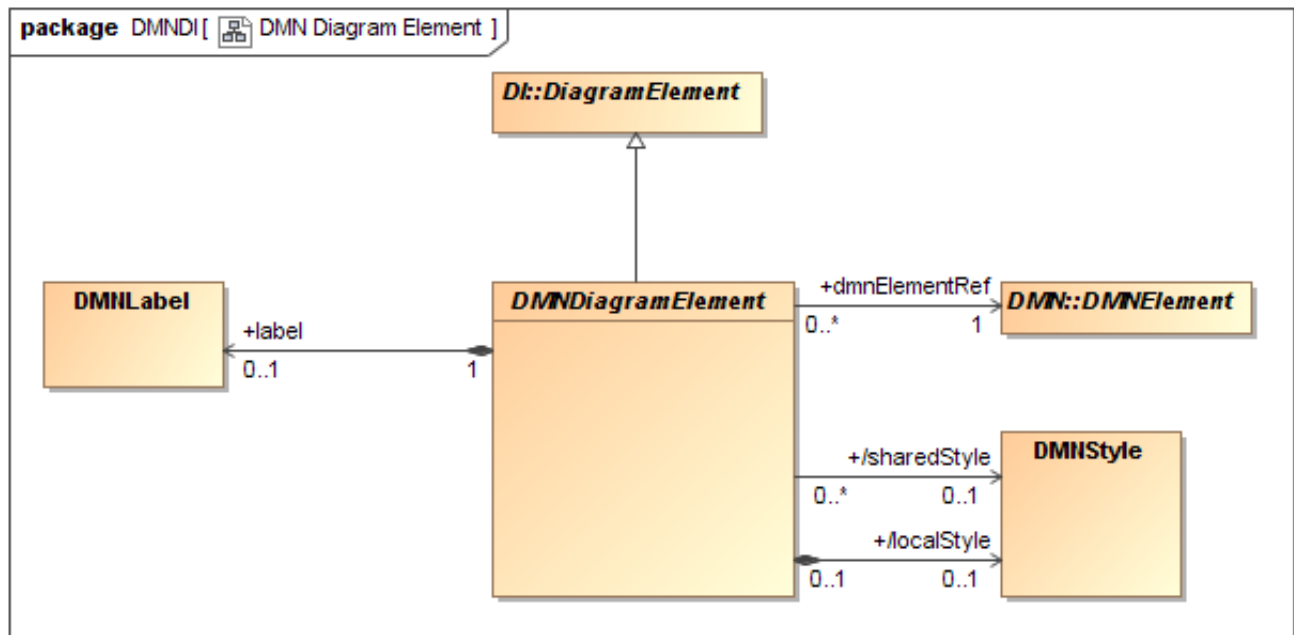 package DMNDI [ DMN Diagram Element ]
DI::DiagramElement
DMNLabel
+label
0..1
1
DMNDiagramElement
+dmnElementRef
0..*
1
DMN::DMNElement
+/sharedStyle
0..*
0..1
+/localStyle
0..1
0..1
DMNStyle